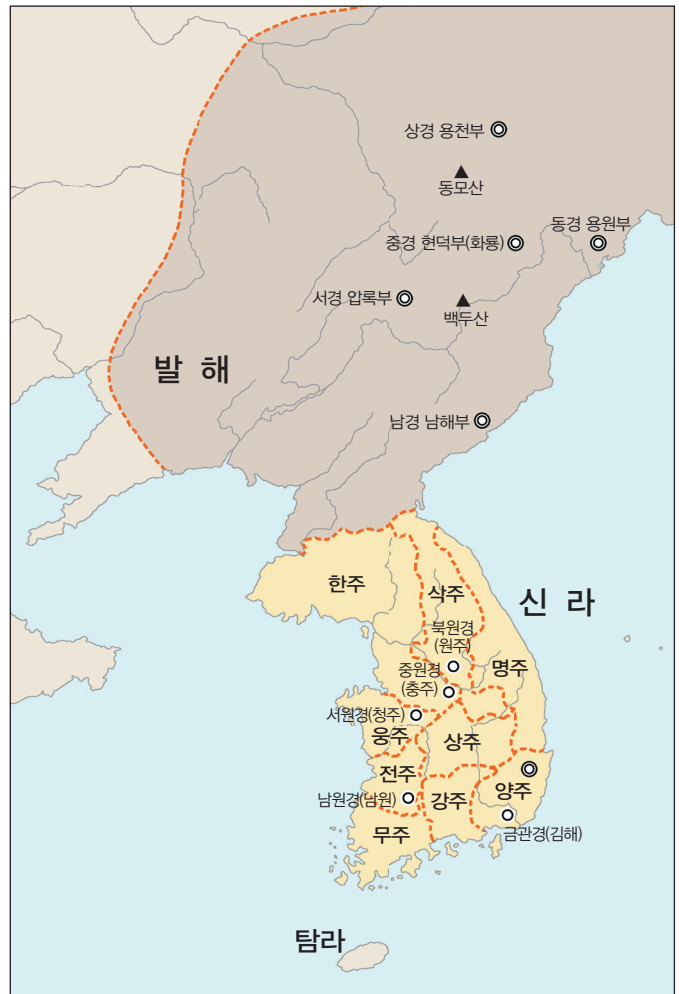 상경 용천부
동모산
동경 용원부
중경 현덕부(화룡)
서경 압록부
백두산
발 해
남경 남해부
한주
삭주
신 라
북원경
(원주)
중원경
(충주)
명주
서원경(청주)
웅주
상주
전주
양주
남원경(남원)
강주
무주
금관경(김해)
탐라